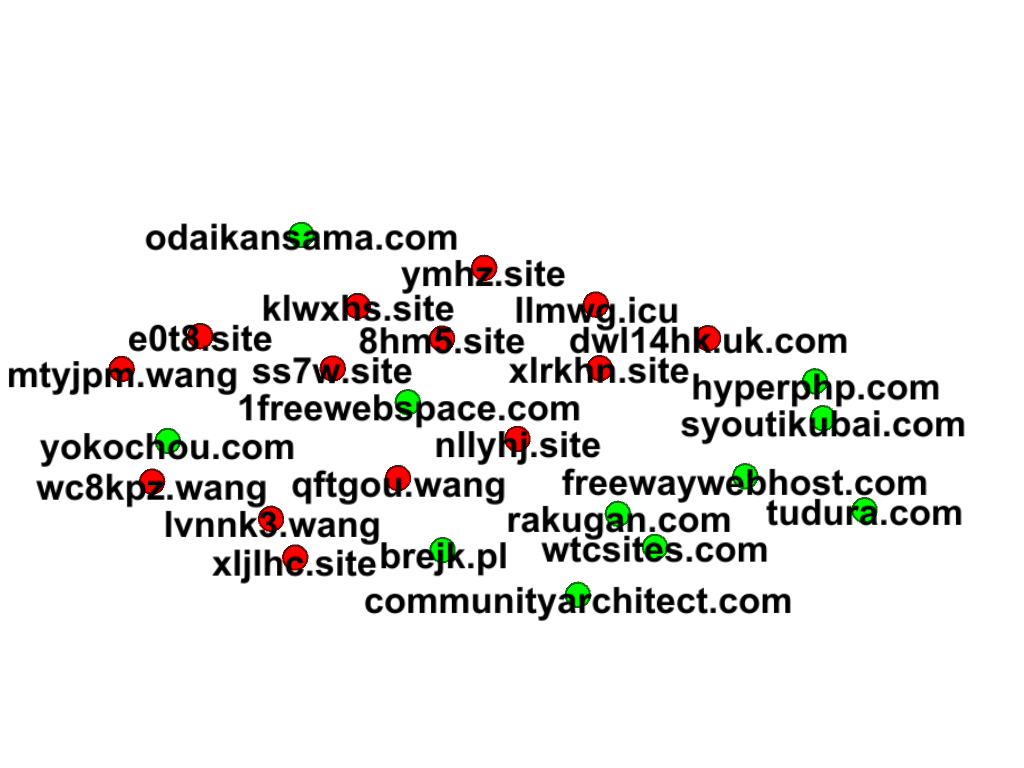 odaikansama.com
ymhz.site
klwxhs.site
llmwg.icu
e0t8.site
8hm5.site
dwl14hk.uk.com
mtyjpm.wang
ss7w.site
xlrkhn.site
hyperphp.com
1freewebspace.com
syoutikubai.com
yokochou.com
nllyhj.site
wc8kpz.wang
qftgou.wang
freewaywebhost.com
lvnnk3.wang
rakugan.com
tudura.com
xljlhc.site
brejk.pl
wtcsites.com
communityarchitect.com